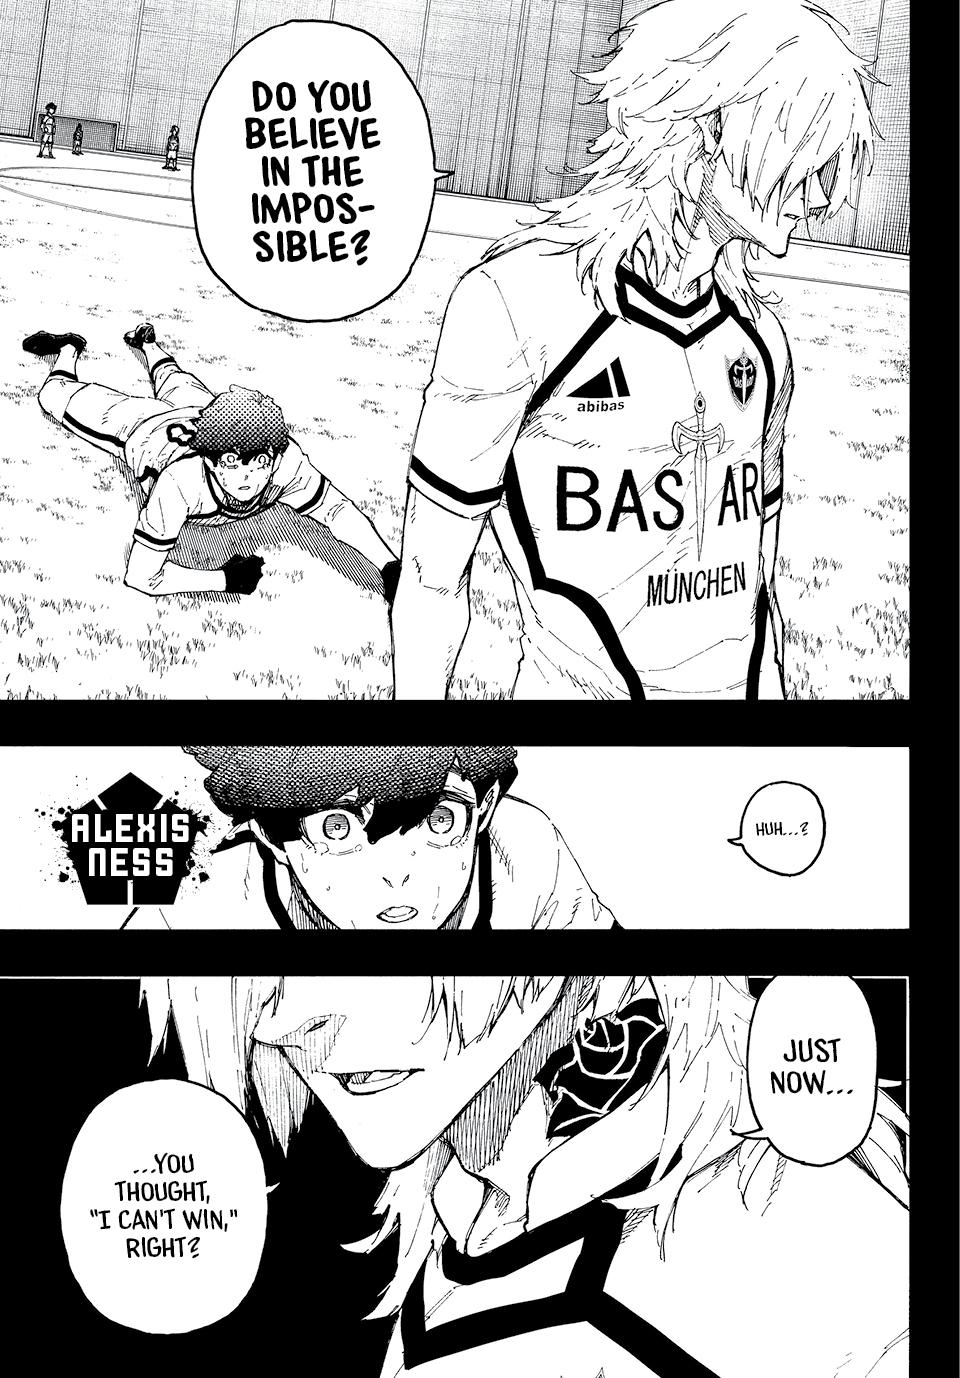 DO YOU
BELIEVE
IN THE
IMPOS-
SIBLE?
abibas
BAS AR
MÜNCHEN
ALEXIS
NESS
HUH...?
JUST
NOW...
...YOU
THOUGHT,
"I CAN'T WIN,"
RIGHT?